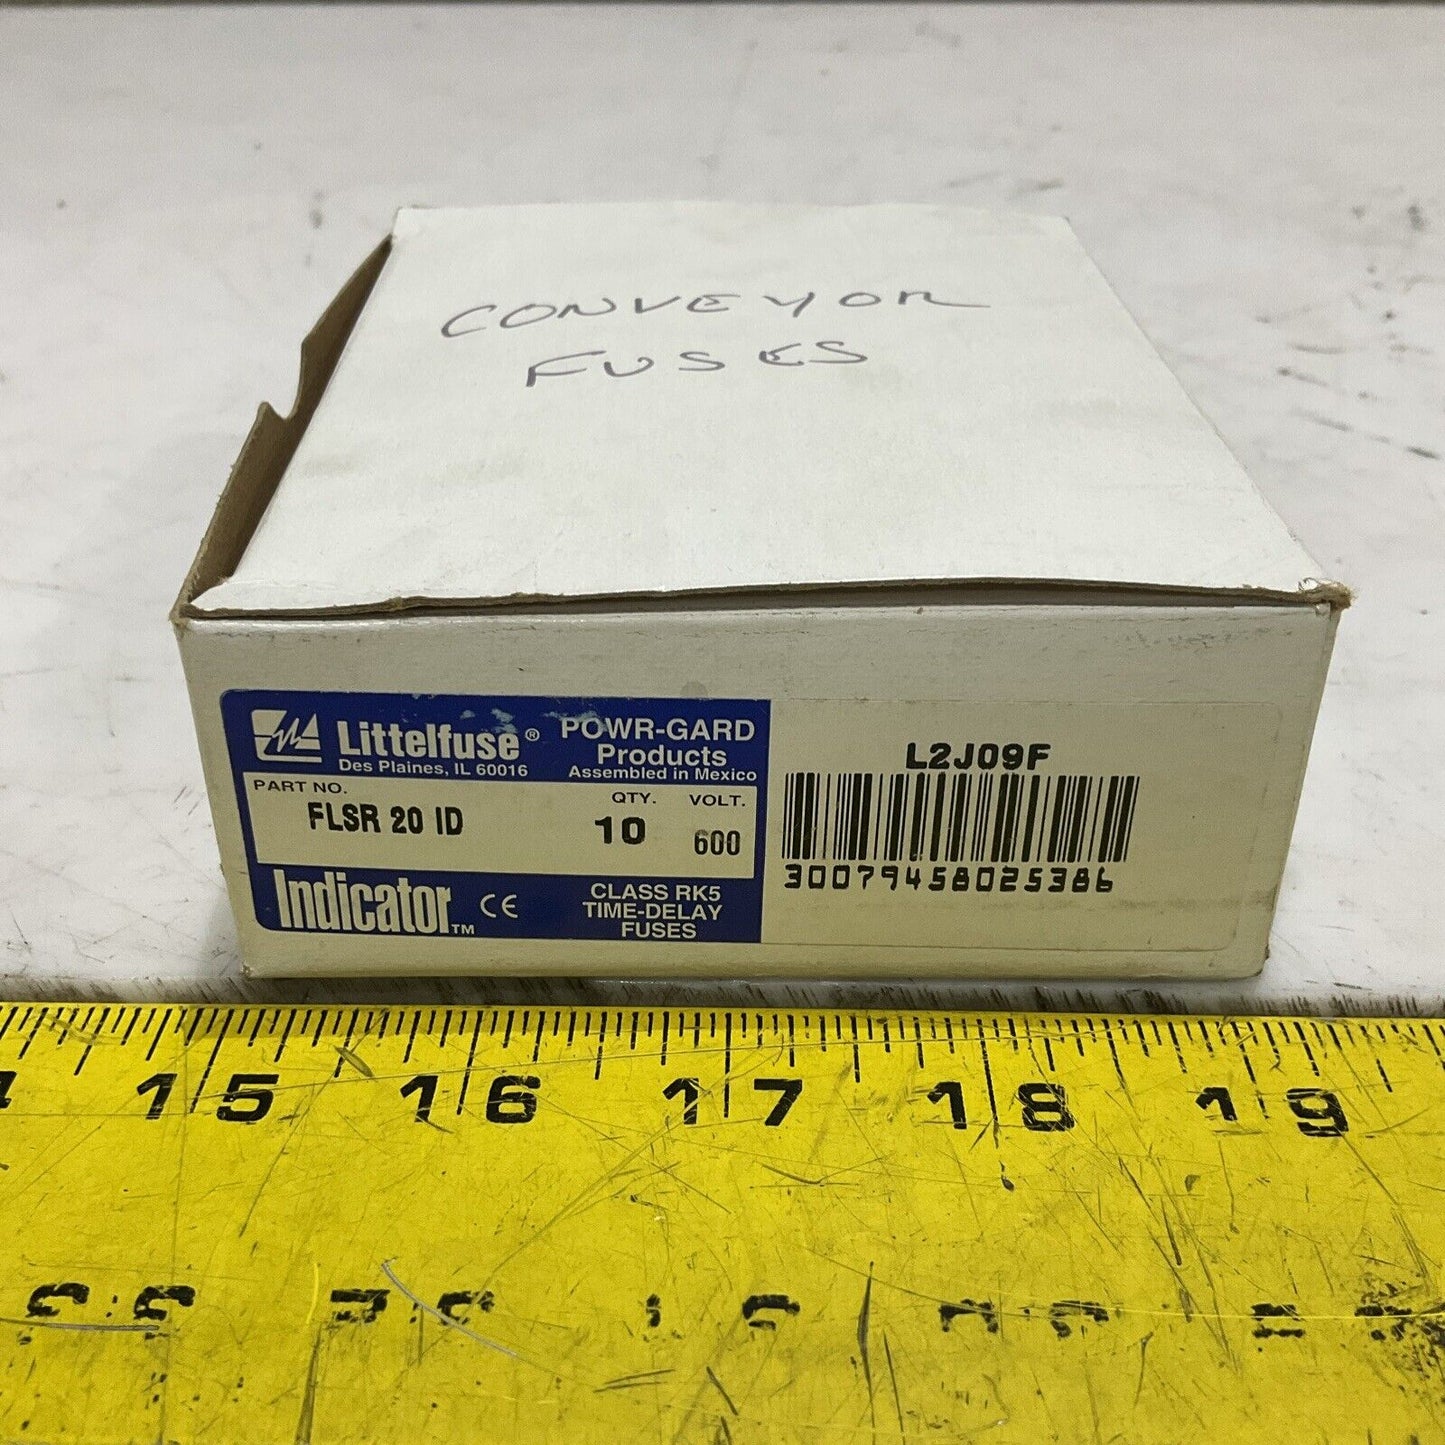 CONVEYOR
FUSES
Littelfuse® POWR-GARD
Products
Des Plaines, IL 60016 Assembled in Mexico
PART NO. QTY. VOLT.
FLSR 20 ID 10 600
Indicator™ CE CLASS RK5
TIME-DELAY
FUSES
L2J09F
30079458025386
15 16 17 18 19